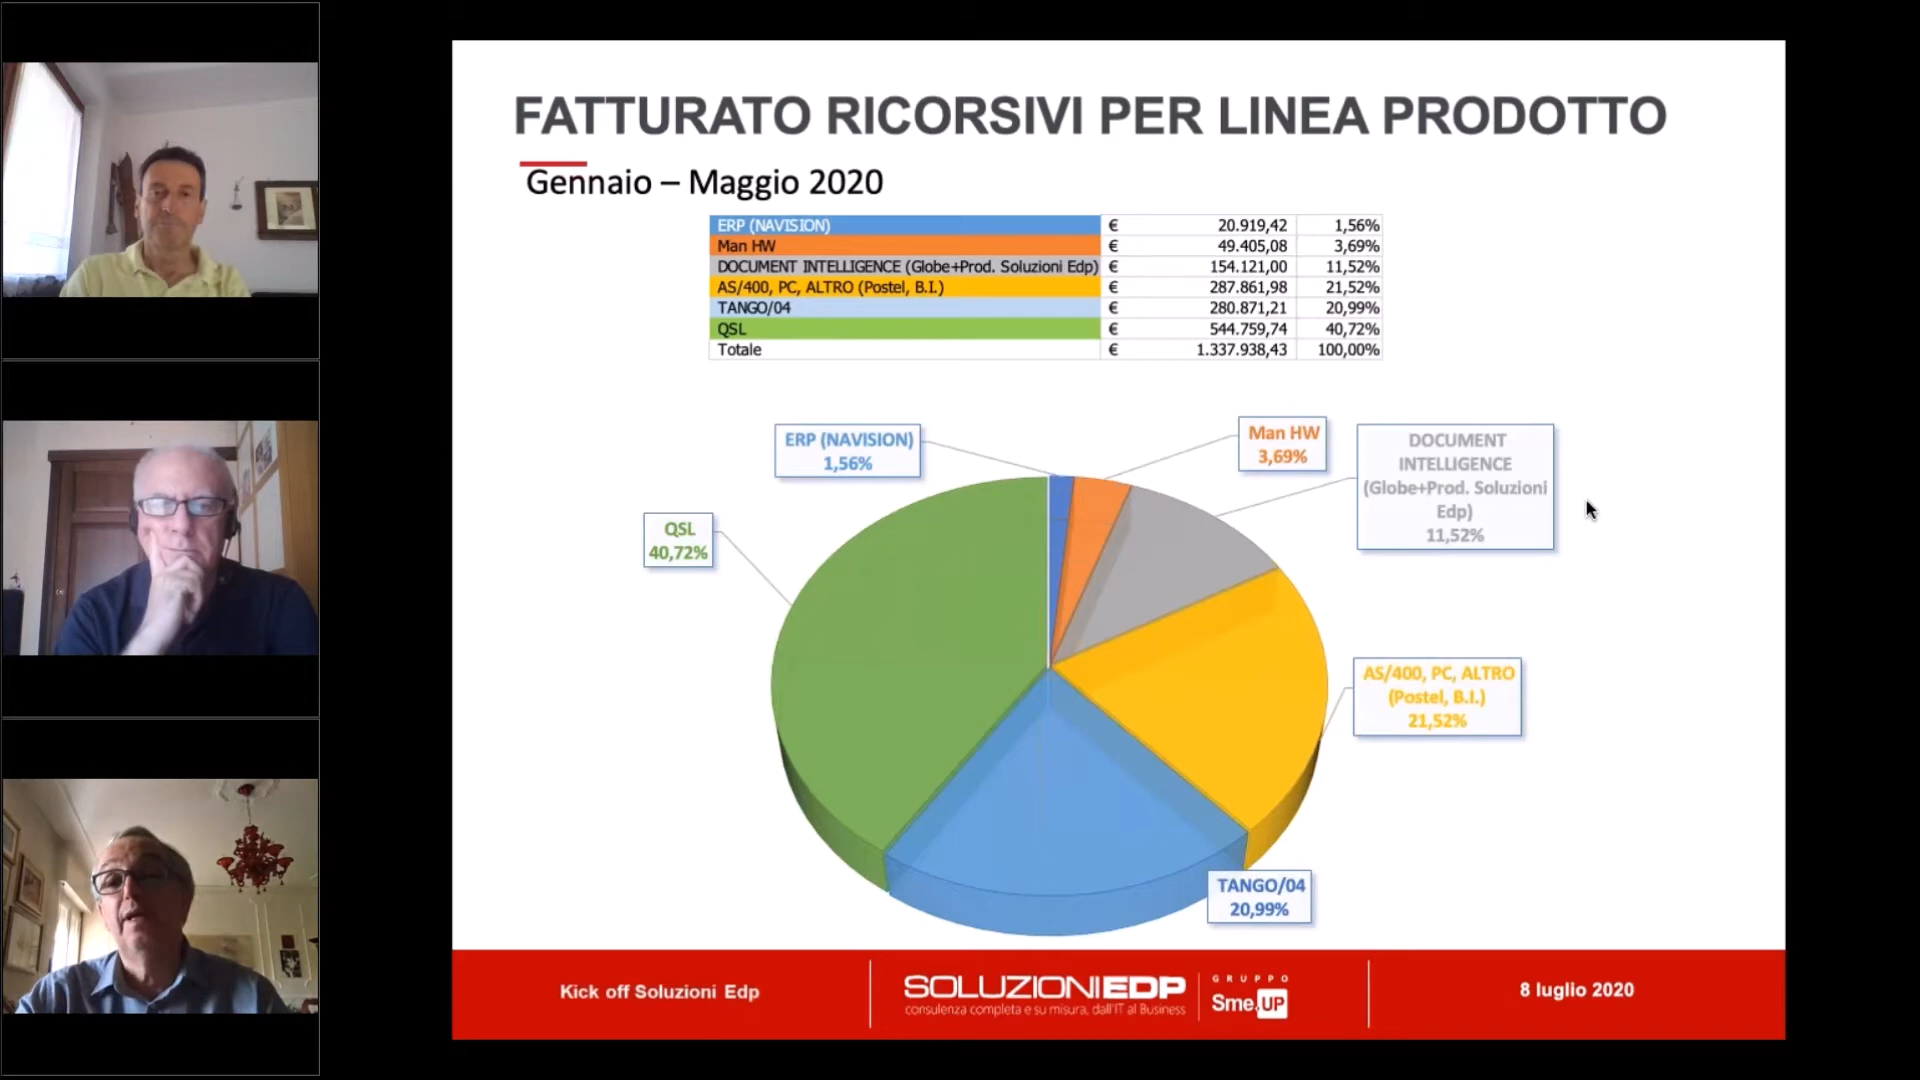 FATTURATO RICORSIVI PER LINEA PRODOTTO
Gennaio – Maggio 2020
ERP (NAVISION) € 20.919,42 1,56%
Man HW € 49.405,08 3,69%
DOCUMENT INTELLIGENCE (Globe+Prod. Soluzioni Edp) € 154.121,00 11,52%
AS/400, PC, ALTRO (Postel, B.I.) € 287.861,98 21,52%
TANGO/04 € 280.871,21 20,99%
QSL € 544.759,74 40,72%
Totale € 1.337.938,43 100,00%
ERP (NAVISION)
1,56%
Man HW
3,69%
DOCUMENT
INTELLIGENCE
(Globe+Prod. Soluzioni
Edp)
11,52%
QSL
40,72%
AS/400, PC, ALTRO
(Postel, B.I.)
21,52%
TANGO/04
20,99%
Kick off Soluzioni Edp
SOLUZIONIEDP
consulenza completa e su misura, dall'IT al Business
GRUPPO
Sme.UP
8 luglio 2020